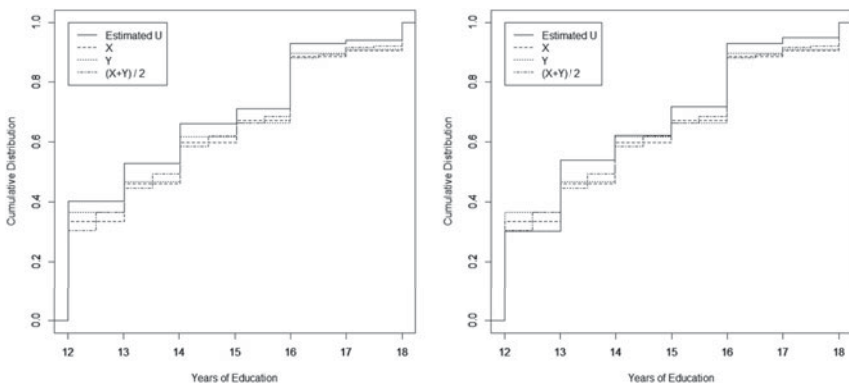 Cumulative Distribution
1.0
0.8
0.6
0.4
0.2
0.0
Estimated U
X
Y
(X+Y) / 2
12 13 14 15 16 17 18
Years of Education
Cumulative Distribution
1.0
0.8
0.6
0.4
0.2
0.0
Estimated U
X
Y
(X+Y) / 2
12 13 14 15 16 17 18
Years of Education